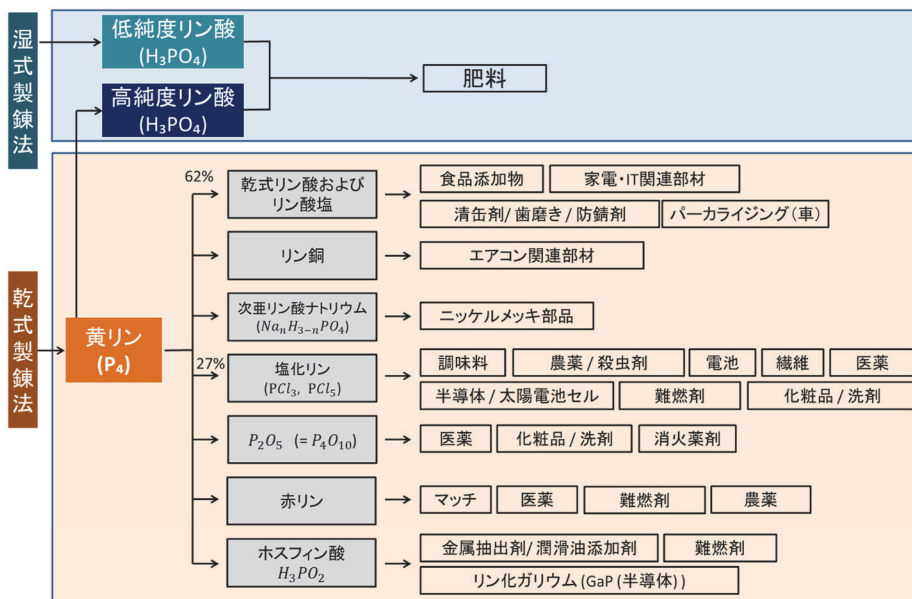 湿式製錬法
低純度リン酸
(H₃PO₄)
高純度リン酸
(H₃PO₄)
肥料
乾式製錬法
黄リン
(P₄)
62%
乾式リン酸および
リン酸塩
食品添加物
家電・IT関連部材
清缶剤/歯磨き/防錆剤
パーカライジング(車)
リン銅
エアコン関連部材
次亜リン酸ナトリウム
(NaₙH₃₋ₙPO₄)
ニッケルメッキ部品
27%
塩化リン
(PCl₃, PCl₅)
調味料
農薬/殺虫剤
電池
繊維
医薬
半導体/太陽電池セル
難燃剤
化粧品/洗剤
P₂O₅ (= P₄O₁₀)
医薬
化粧品/洗剤
消火薬剤
赤リン
マッチ
医薬
難燃剤
農薬
ホスフィン酸
H₃PO₂
金属抽出剤/潤滑油添加剤
難燃剤
リン化ガリウム(GaP(半導体))